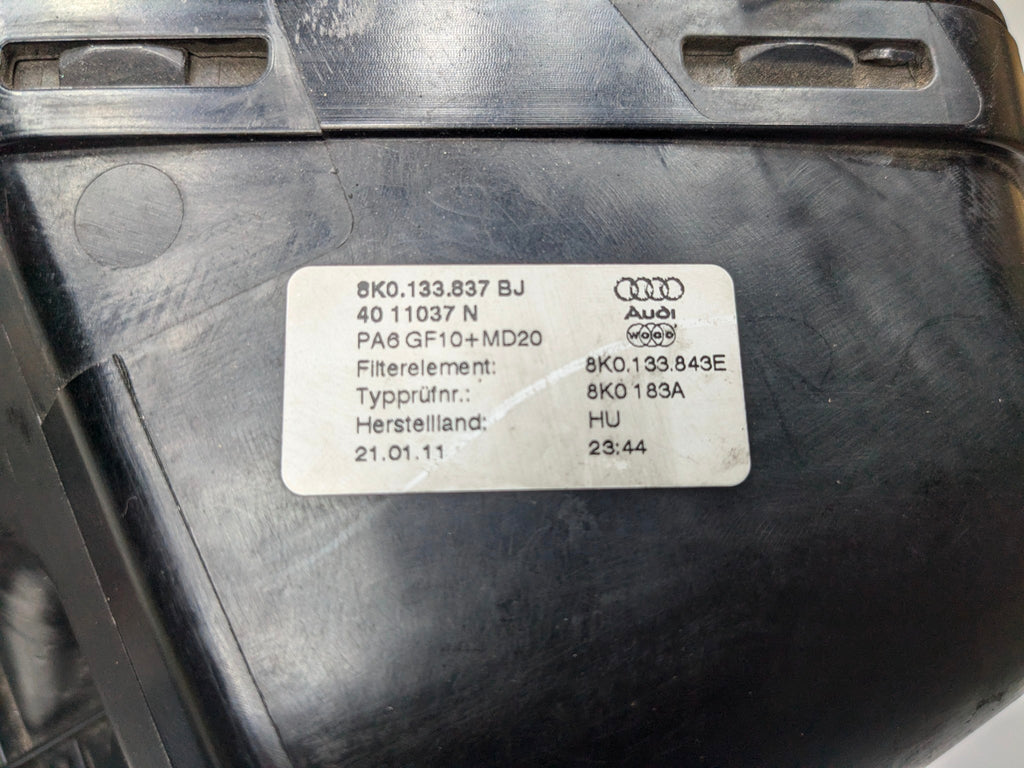 8K0.133.837 BJ
40 11037 N
Audi
PA6 GF10+MD20
WOOD
Filterelement: 8K0.133.843E
Typprüfnr.: 8K0 183A
Herstellland: HU
21.01.11 23:44